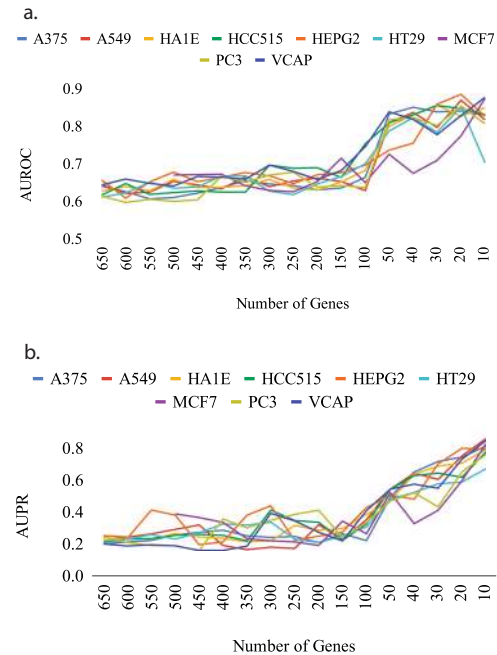 a.
A375 A549 HA1E HCC515 HEPG2 HT29 MCF7
PC3 VCAP
0.9
0.8
0.7
0.6
0.5
AUROC
650 600 550 500 450 400 350 300 250 200 150 100 50 40 30 20 10
Number of Genes
b.
A375 A549 HA1E HCC515 HEPG2 HT29
MCF7 PC3 VCAP
0.8
0.6
0.4
0.2
0.0
AUPR
650 600 550 500 450 400 350 300 250 200 150 100 50 40 30 20 10
Number of Genes